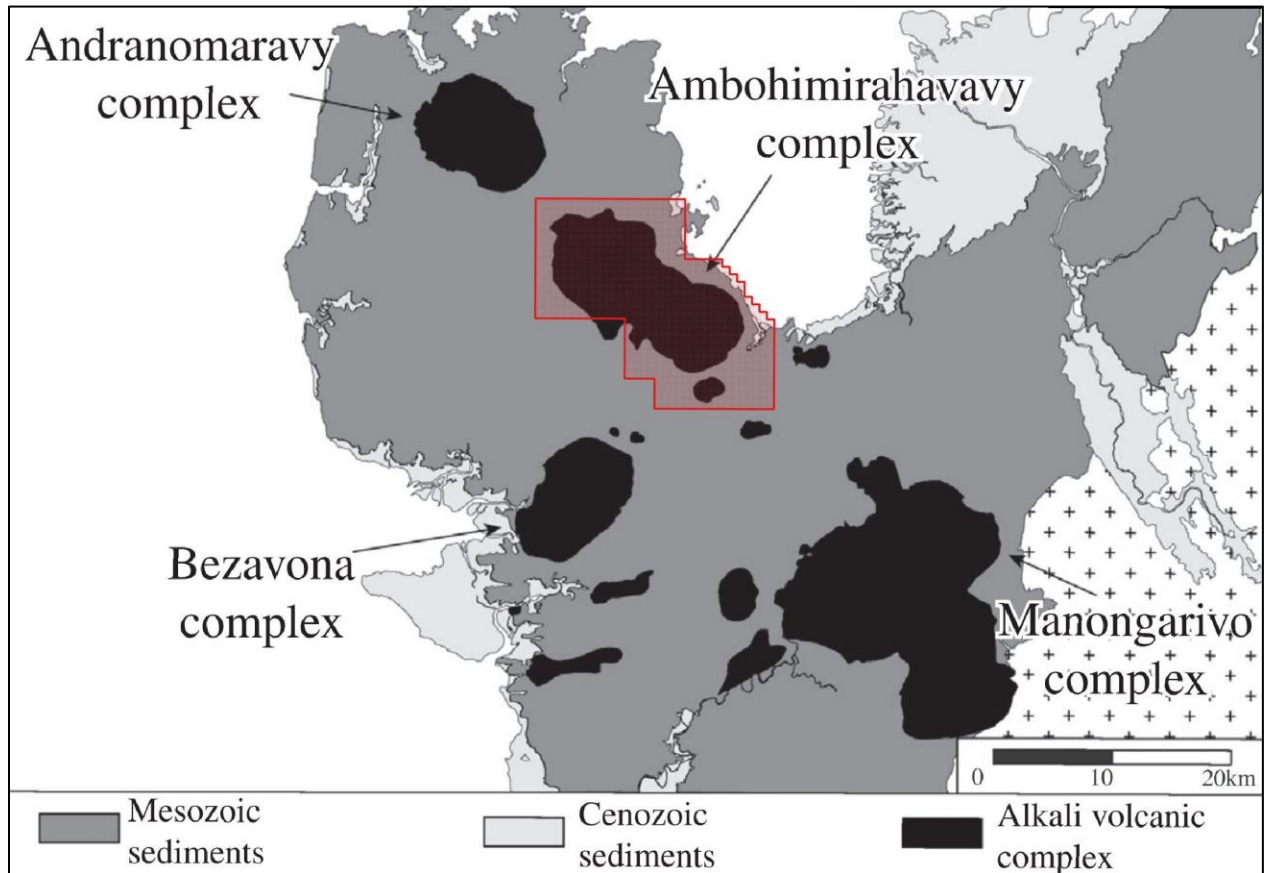 Andranomaravy
complex
Ambohimirahavavy
complex
Bezavona
complex
Manongarivo
complex
0 10 20km
Mesozoic
sediments
Cenozoic
sediments
Alkali volcanic
complex